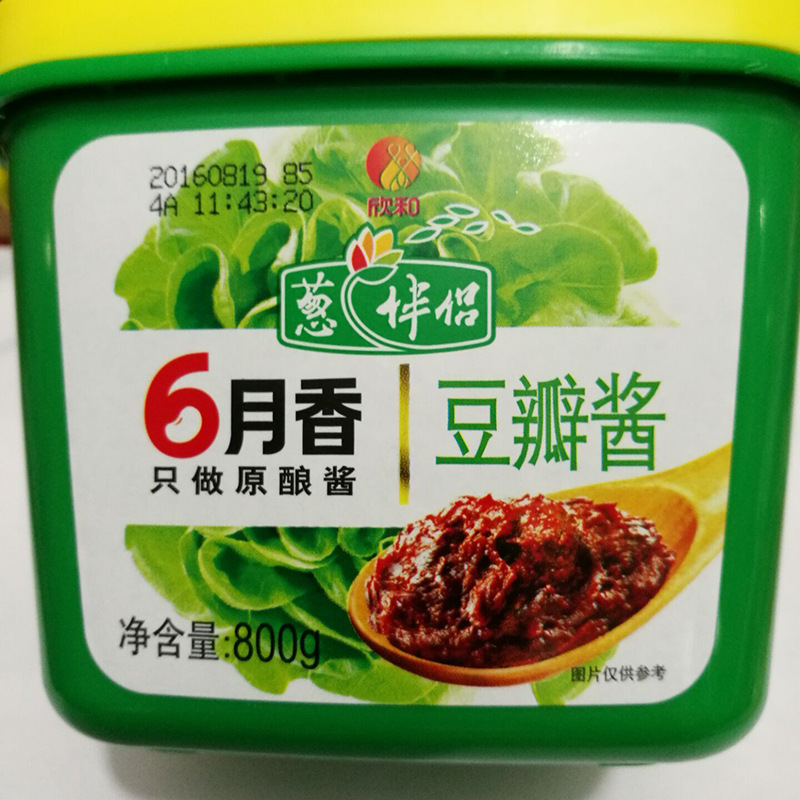 20160819 85
4A 11:43:20
欣和
葱伴侣
6月香
只做原酿酱
豆瓣酱
净含量:800g
图片仅供参考